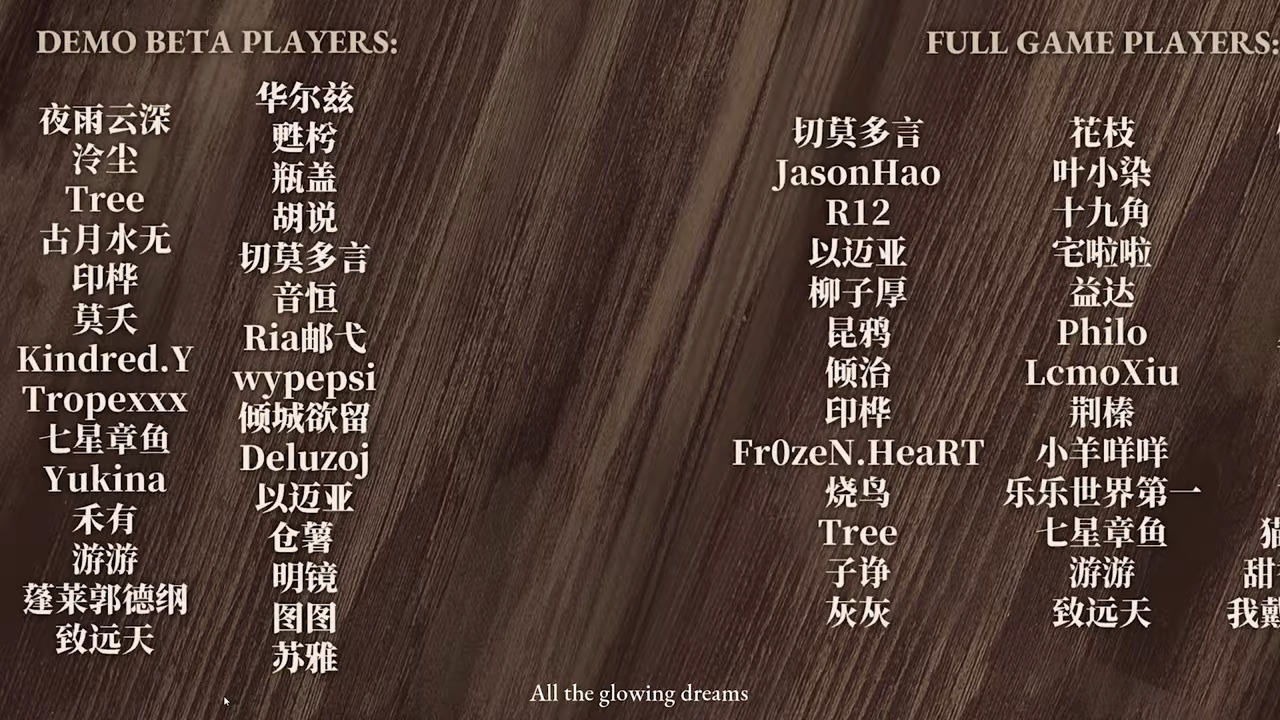 DEMO BETA PLAYERS:
夜雨云深
泠尘
Tree
古月水无
印桦
莫夭
Kindred.Y
Tropexxx
七星章鱼
Yukina
禾有
游游
蓬莱郭德纲
致远天
华尔兹
甦枍
瓶盖
胡说
切莫多言
音恒
Ria邮弋
wypepsi
倾城欲留
Deluzoj
以迈亚
仓薯
明镜
图图
苏雅
FULL GAME PLAYERS:
切莫多言
JasonHao
R12
以迈亚
柳子厚
昆鸦
倾治
印桦
Fr0zeN.HeaRT
烧鸟
Tree
子诤
灰灰
花枝
叶小染
十九角
宅啦啦
益达
Philo
LcmoXiu
荆榛
小羊咩咩
乐乐世界第一
七星章鱼
游游
致远天
甜
我戴
All the glowing dreams